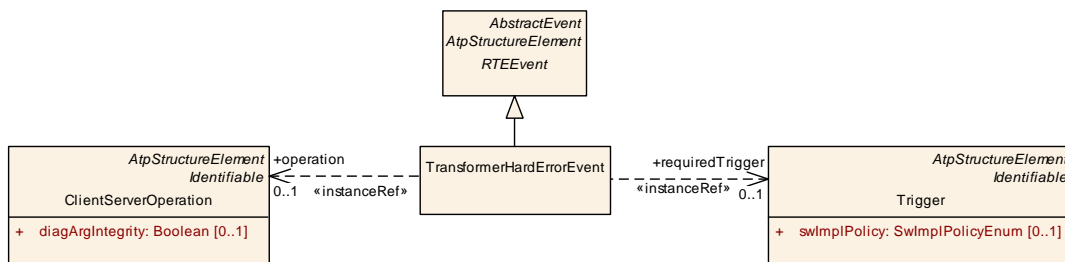 AbstractEvent
AtpStructureElement
RTEEvent
AtpStructureElement
Identifiable
ClientServerOperation
+ diagArgIntegrity: Boolean [0..1]
+operation
0..1
«instanceRef»
TransformerHardErrorEvent
+requiredTrigger
«instanceRef»
0..1
AtpStructureElement
Identifiable
Trigger
+ swImplPolicy: SwImplPolicyEnum [0..1]